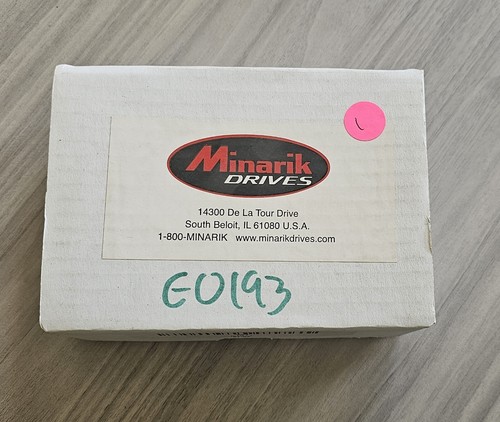 Minarik
DRIVES
14300 De La Tour Drive
South Beloit, IL 61080 U.S.A.
1-800-MINARIK www.minarikdrives.com
E0193